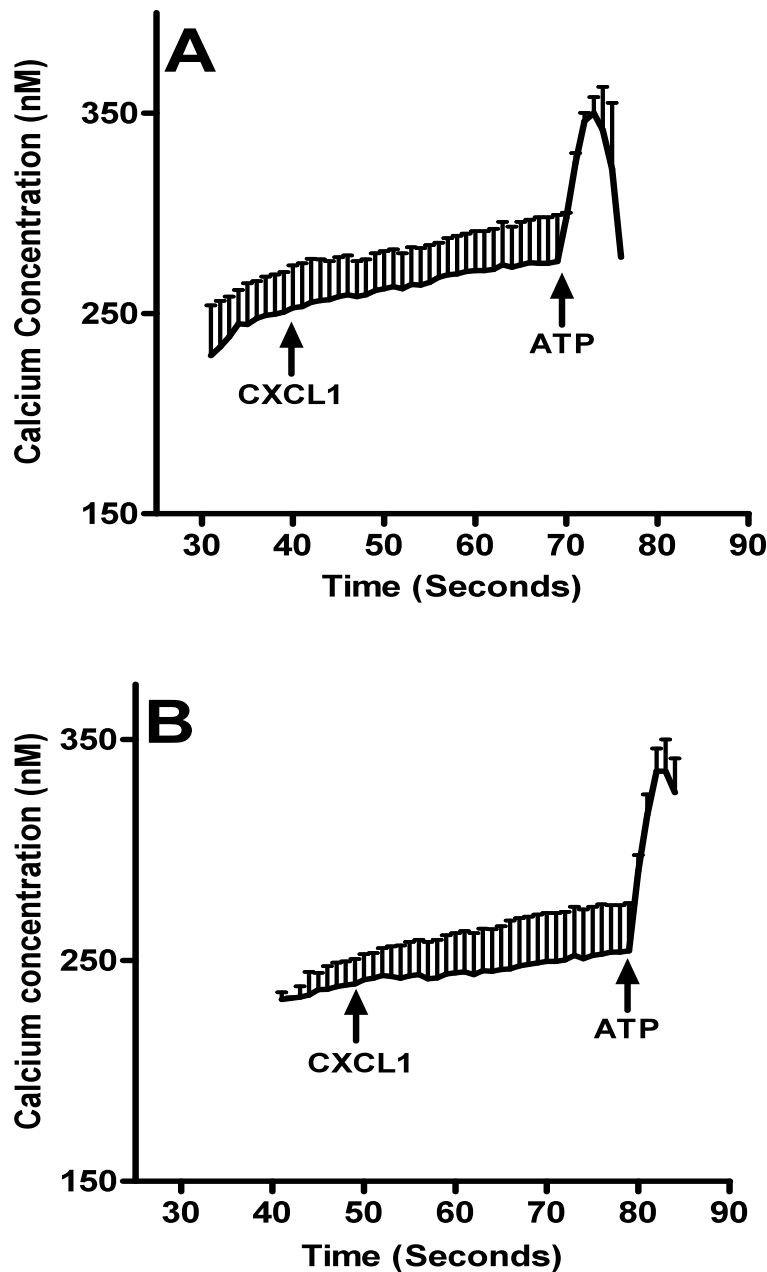 A
Calcium Concentration (nM)
350
250
150
CXCL1
ATP
30 40 50 60 70 80 90
Time (Seconds)
B
Calcium concentration (nM)
350
250
150
CXCL1
ATP
30 40 50 60 70 80 90
Time (Seconds)